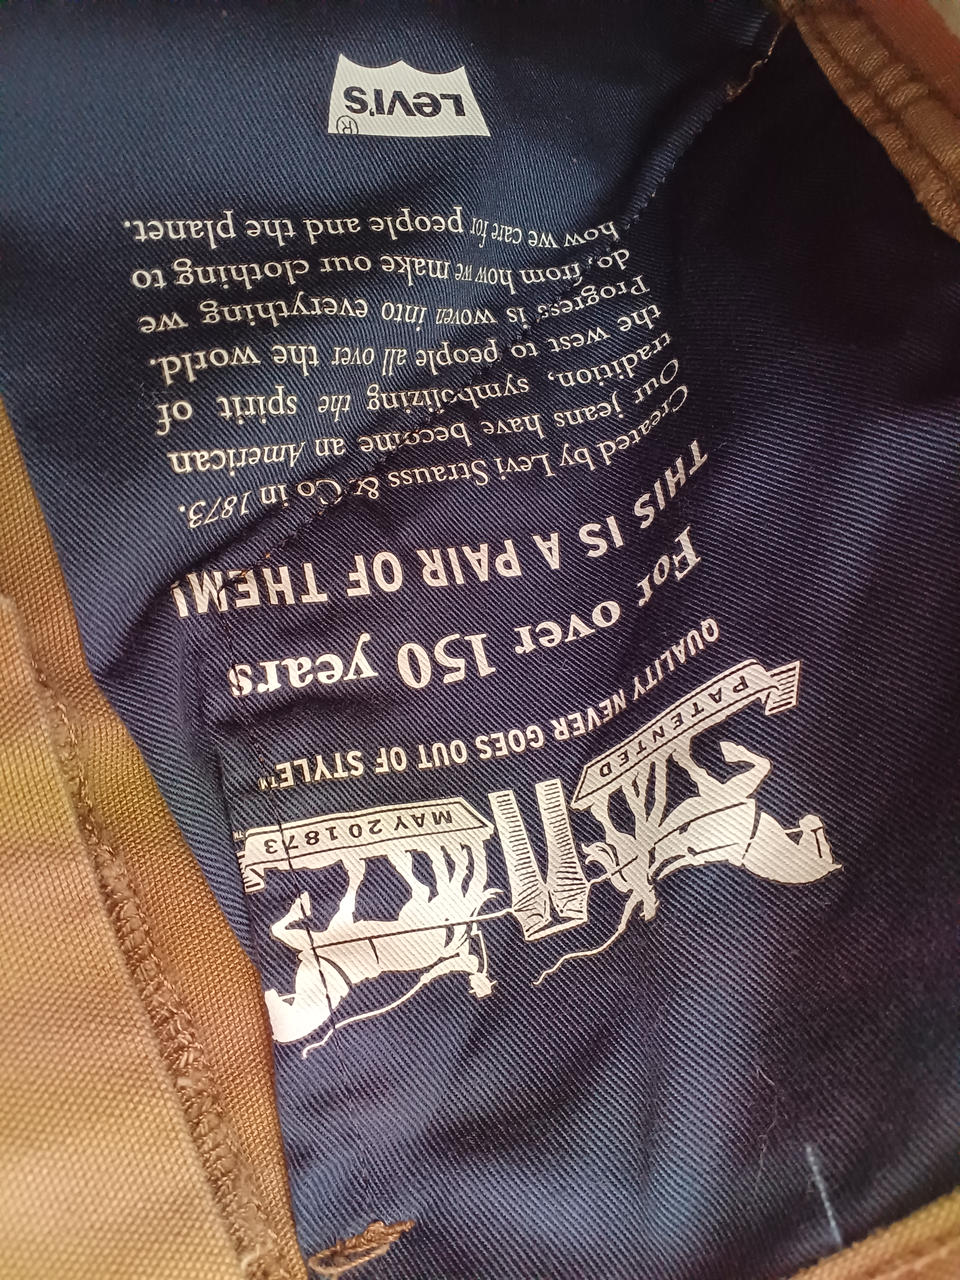 PATENTED
MAY 20 1873
TM
QUALITY NEVER GOES OUT OF STYLE™
For over 150 years
THIS IS A PAIR OF THEM!
Created by Levi Strauss & Co in 1873.
Our jeans have become an American
tradition, symbolizing the spirit of
the west to people all over the world.
Progress is woven into everything we
do, from how we make our clothing to
how we care for people and the planet.
LEVI'S
®